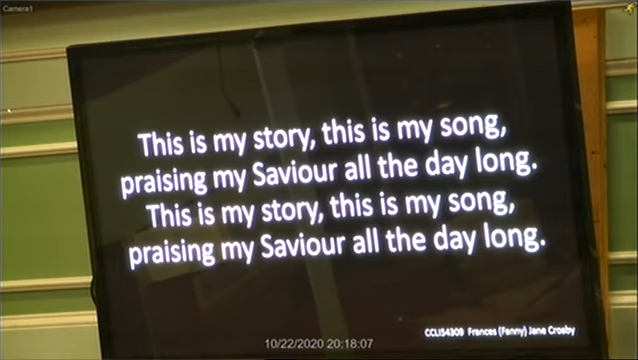 Camera1
This is my story, this is my song,
praising my Saviour all the day long.
This is my story, this is my song,
praising my Saviour all the day long.
CCLI54309 Frances (Fanny) Jane Crosby
10/22/2020 20:18:07